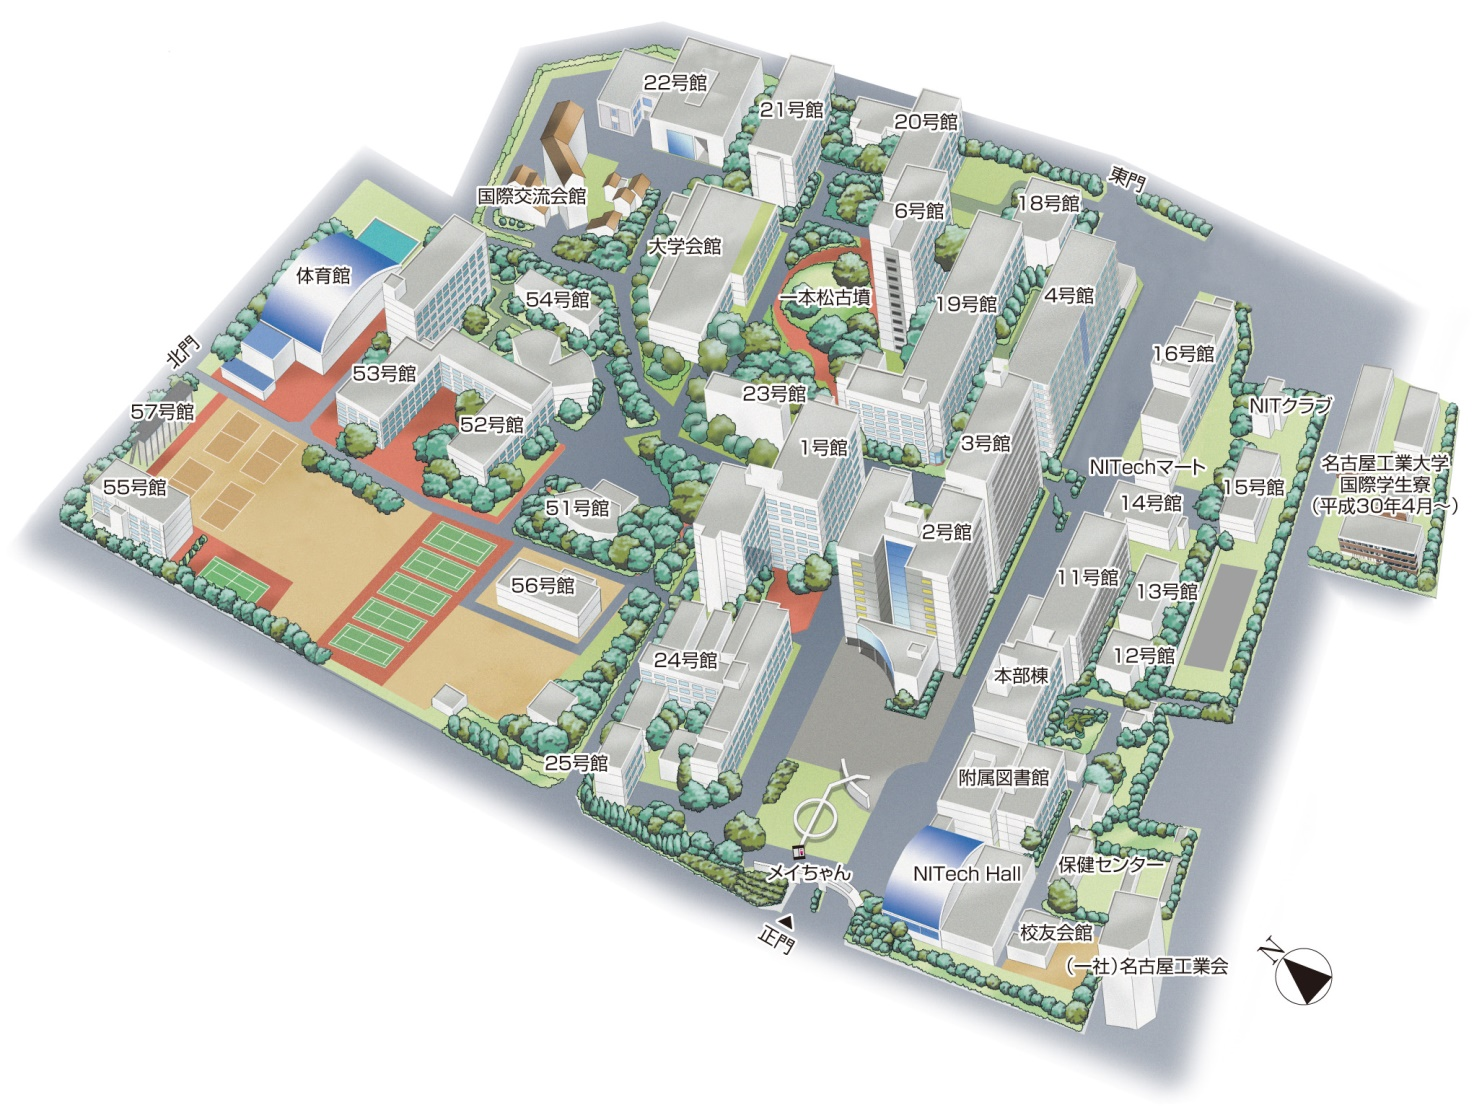 22号館
21号館
20号館
東門
国際交流会館
18号館
6号館
大学会館
体育館
54号館
一本松古墳
19号館
4号館
北門
16号館
53号館
57号館
23号館
NITクラブ
52号館
1号館
3号館
NITechマート
名古屋工業大学
国際学生寮
(平成30年4月〜)
55号館
51号館
14号館
15号館
2号館
56号館
11号館
13号館
24号館
12号館
本部棟
25号館
附属図書館
メイちゃん
NITech Hall
保健センター
正門
校友会館
(一社)名古屋工業会
N